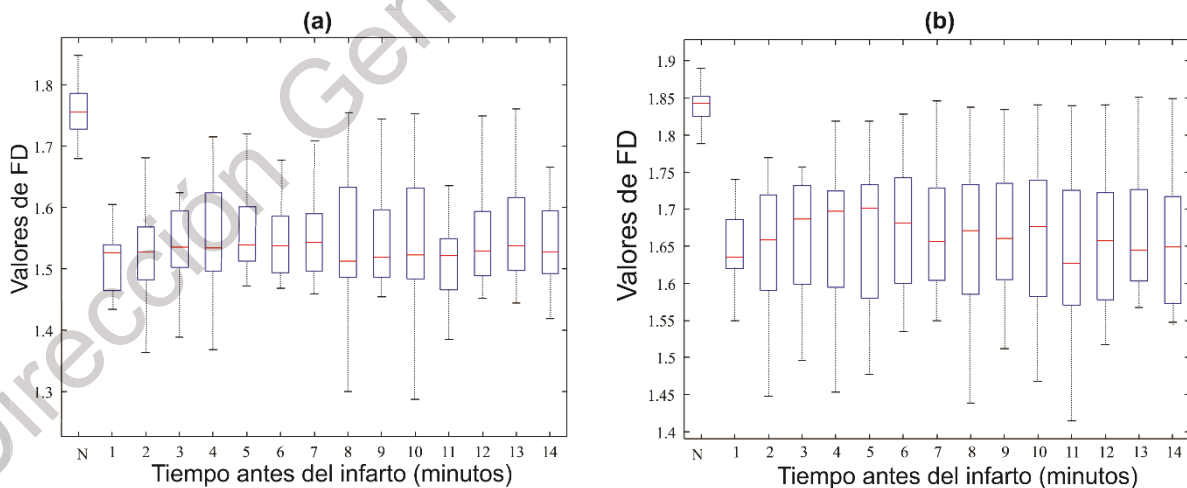 (a)
Valores de FD
1.8
1.7
1.6
1.5
1.4
1.3
N 1 2 3 4 5 6 7 8 9 10 11 12 13 14
Tiempo antes del infarto (minutos)
(b)
Valores de FD
1.9
1.85
1.8
1.75
1.7
1.65
1.6
1.55
1.5
1.45
1.4
N 1 2 3 4 5 6 7 8 9 10 11 12 13 14
Tiempo antes del infarto (minutos)
Dirección Gen